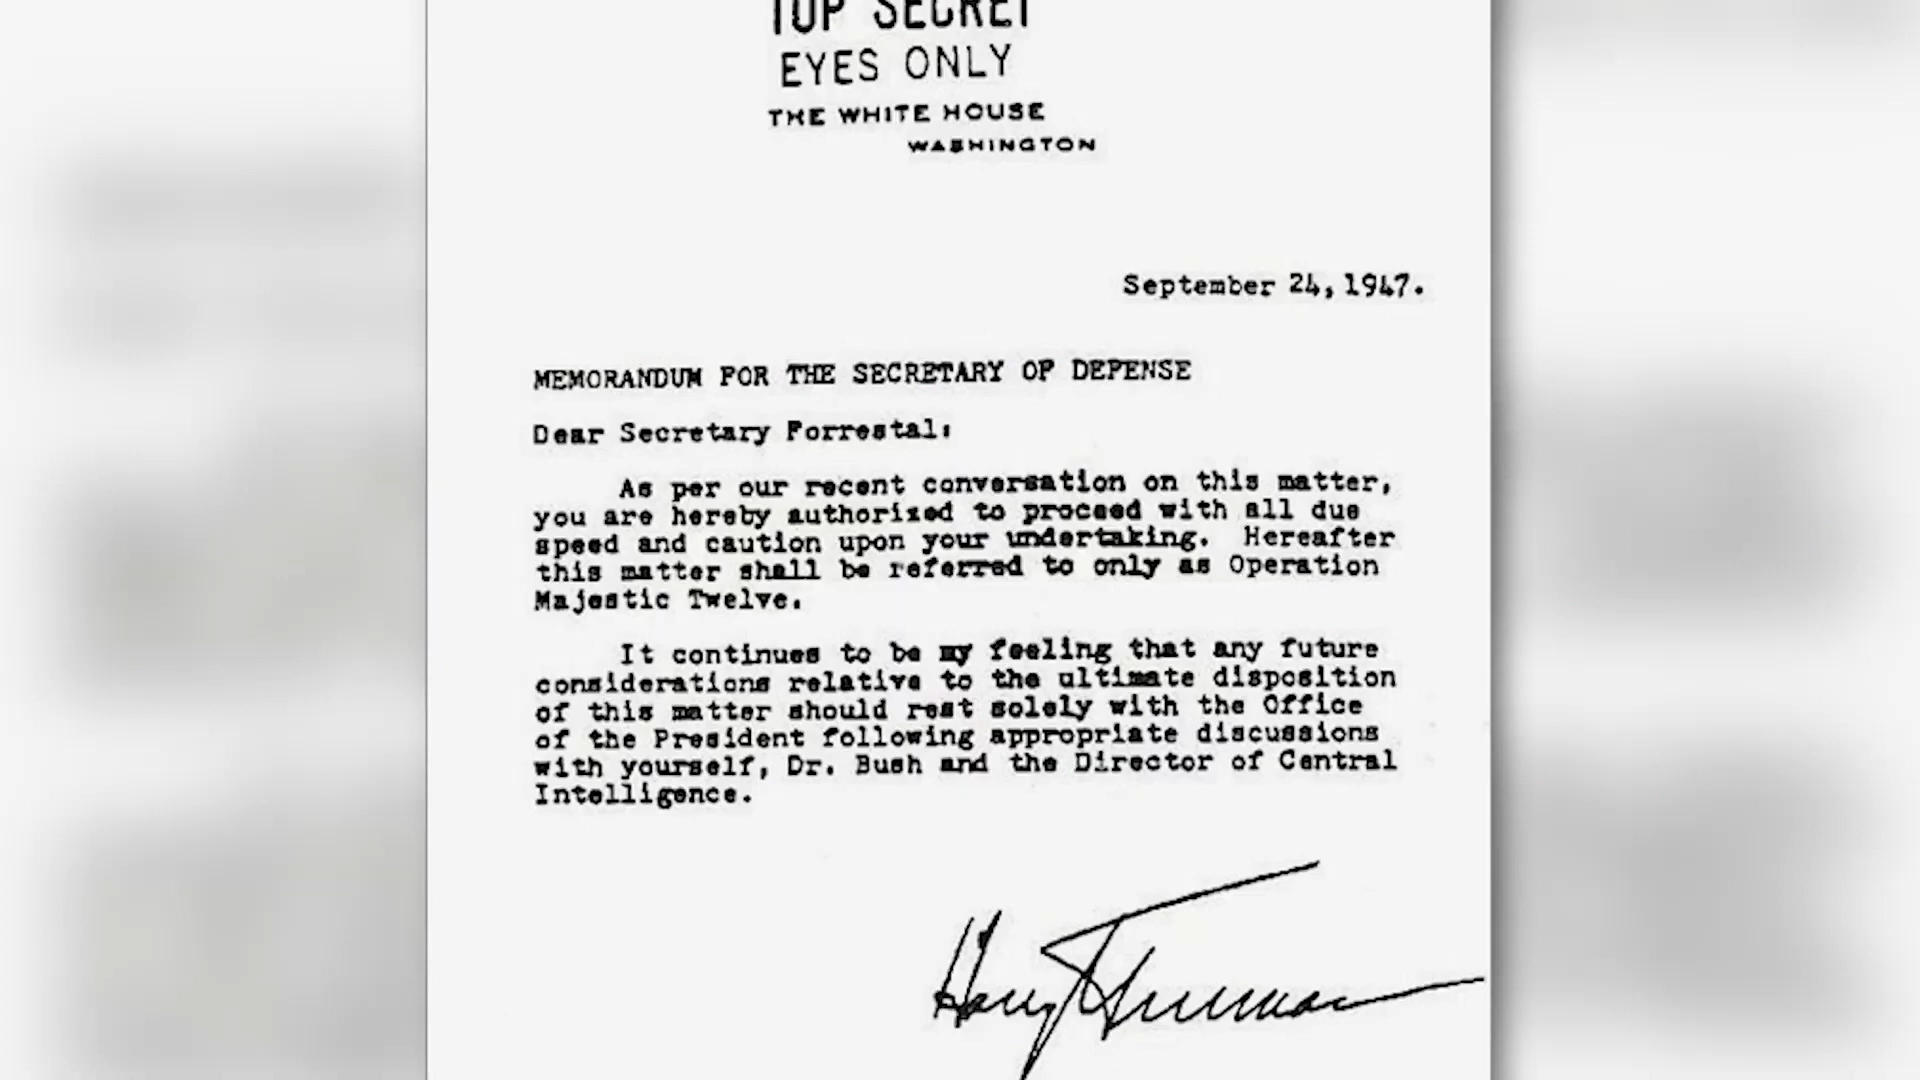 TOP SECRET
EYES ONLY
THE WHITE HOUSE
WASHINGTON
September 24, 1947.
MEMORANDUM FOR THE SECRETARY OF DEFENSE
Dear Secretary Forrestal:
As per our recent conversation on this matter,
you are hereby authorized to proceed with all due
speed and caution upon your undertaking. Hereafter
this matter shall be referred to only as Operation
Majestic Twelve.
It continues to be my feeling that any future
considerations relative to the ultimate disposition
of this matter should rest solely with the Office
of the President following appropriate discussions
with yourself, Dr. Bush and the Director of Central
Intelligence.
Harry Truman